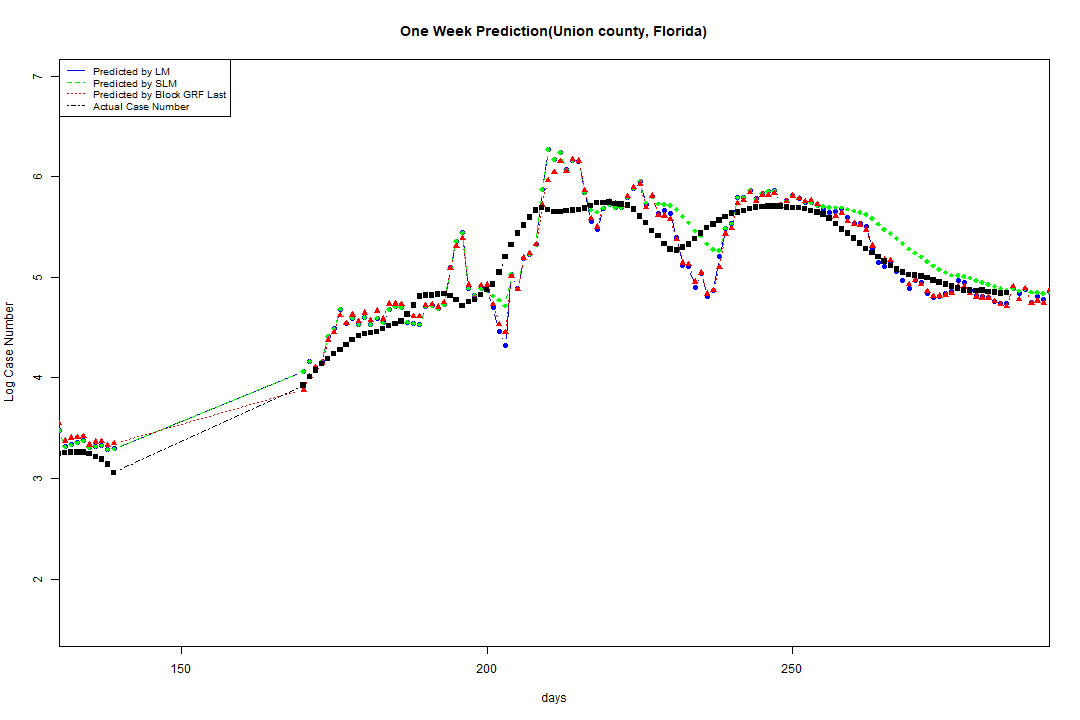 One Week Prediction(Union county, Florida)
Predicted by LM
Predicted by SLM
Predicted by Block GRF Last
Actual Case Number
7
6
5
4
3
2
Log Case Number
150
200
250
days